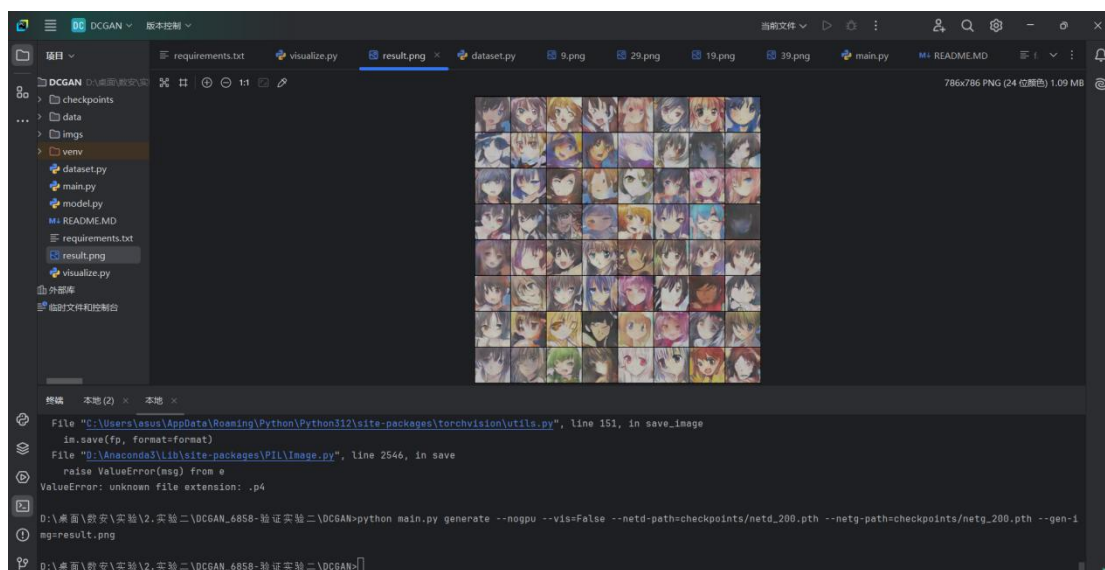 DC DCGAN 版本控制 当前文件
项目 requirements.txt visualize.py result.png dataset.py 9.png 29.png 19.png 39.png main.py README.MD
DCGAN 1:1 786x786 PNG (24 位颜色) 1.09 MB
checkpoints
data
imgs
venv
dataset.py
main.py
model.py
README.MD
requirements.txt
result.png
visualize.py
外部库
临时文件和控制台
终端 本地 (2) × 本地 ×
File "C:\Users\asus\AppData\Roaming\Python\Python312\site-packages\torchvision\utils.py", line 151, in save_image
im.save(fp, format=format)
File "D:\Anaconda3\Lib\site-packages\PIL\Image.py", line 2546, in save
raise ValueError(msg) from e
ValueError: unknown file extension: .p4
D:\桌面\数安\实验\2.实验二\DCGAN_6858-验证实验二\DCGAN>python main.py generate --nogpu --vis=False --netd-path=checkpoints/netd_200.pth --netg-path=checkpoints/netg_200.pth --gen-i
mg=result.png
D:\桌面\数安\实验\2.实验二\DCGAN_6858-验证实验二\DCGAN>